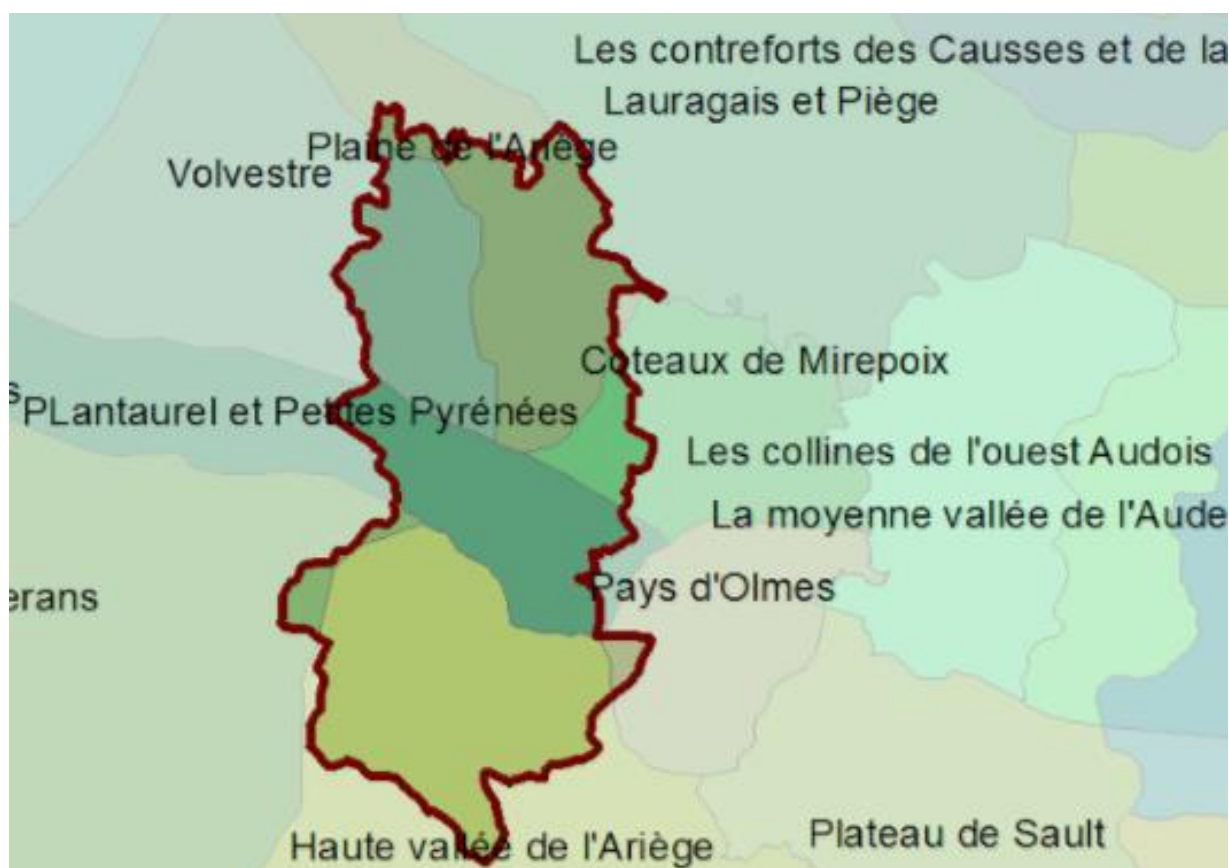 Les contreforts des Causses et de la
Lauragais et Piège
Plaine de l'Ariège
Volvestre
Coteaux de Mirepoix
s
PLantaurel et Petites Pyrénées
Les collines de l'ouest Audois
La moyenne vallée de l'Aude
Pays d'Olmes
erans
Plateau de Sault
Haute vallée de l'Ariège